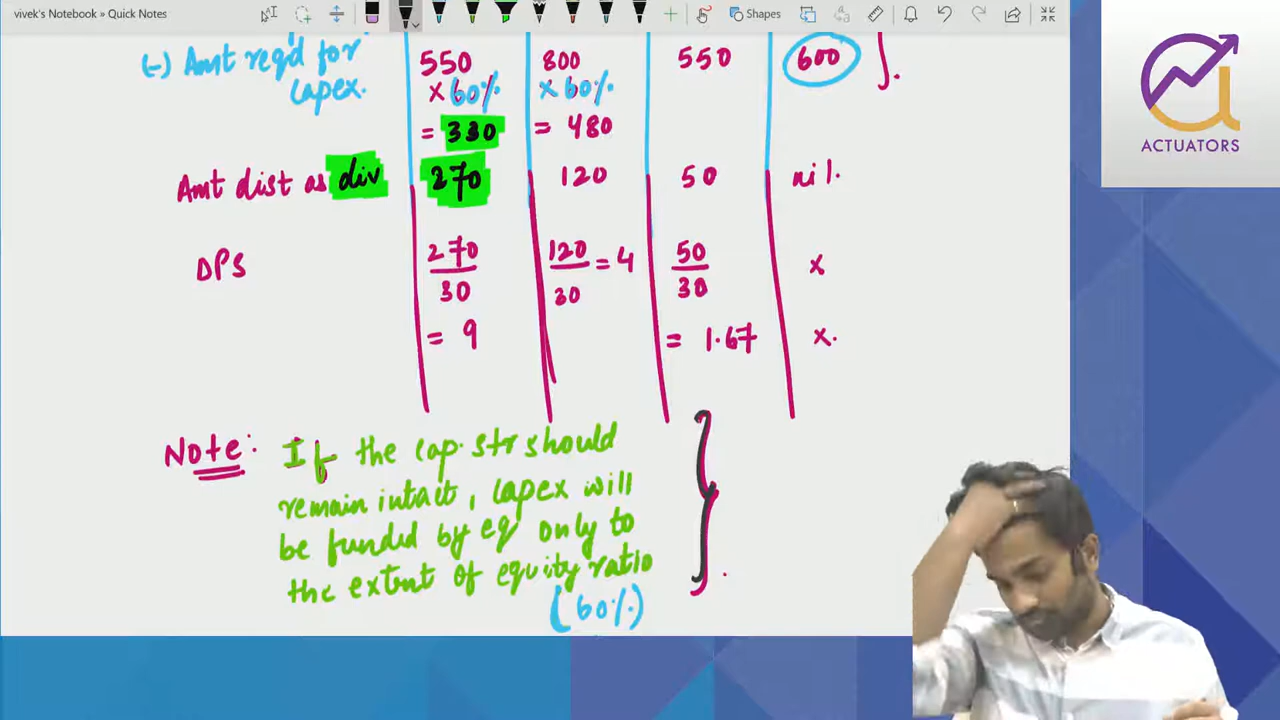 vivek's Notebook » Quick Notes
Shapes
(-) Amt req'd for 550 800 550 600
Capex. x 60% x 60%
= 330 = 480
Amt dist as div 270 120 50 nil.
DPS 270/30 120/30 = 4 50/30 x
= 9 = 1.67 x.
Note: If the cap. str should
remain intact, Capex will
be funded by eq only to
the extent of equity ratio
(60%)
ACTUATORS